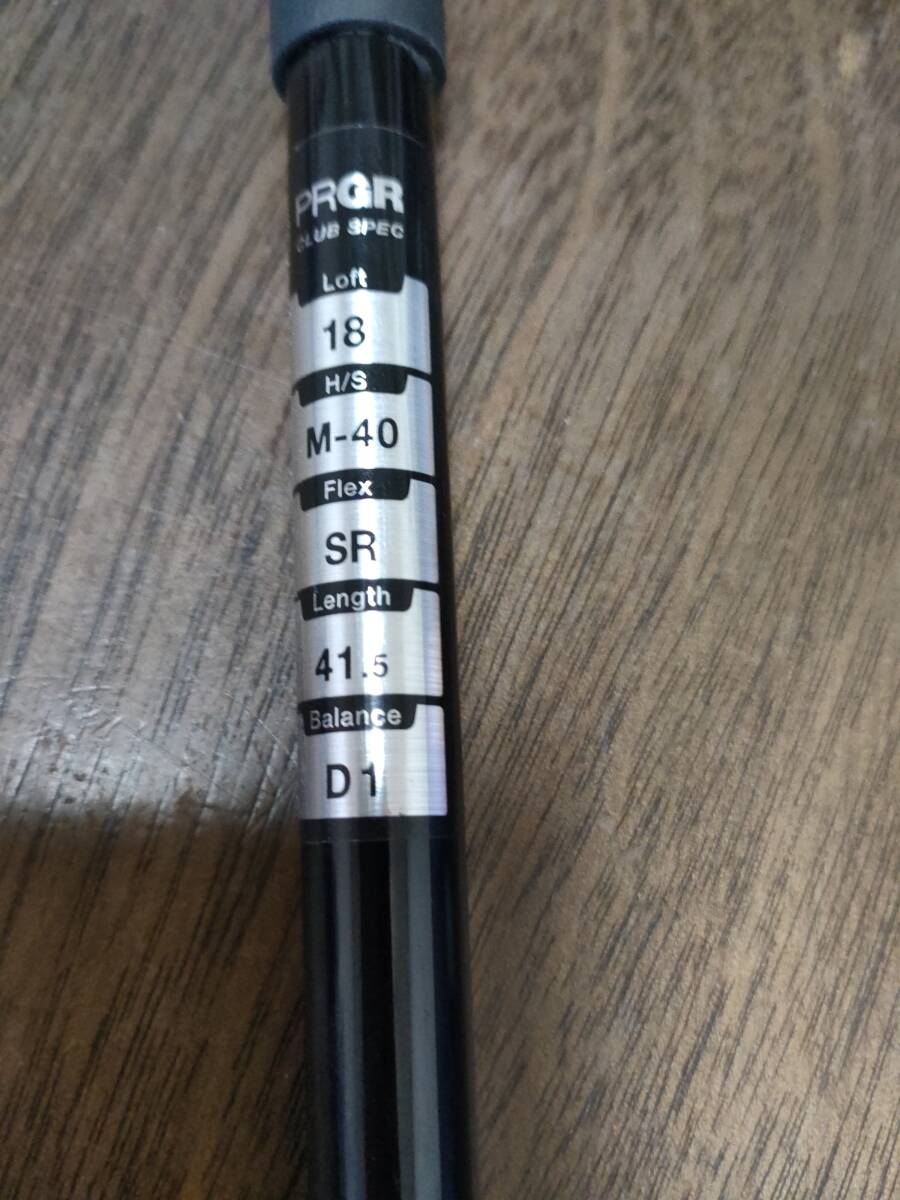 PRGR
CLUB SPEC
Loft
18
H/S
M-40
Flex
SR
Length
41.5
Balance
D1